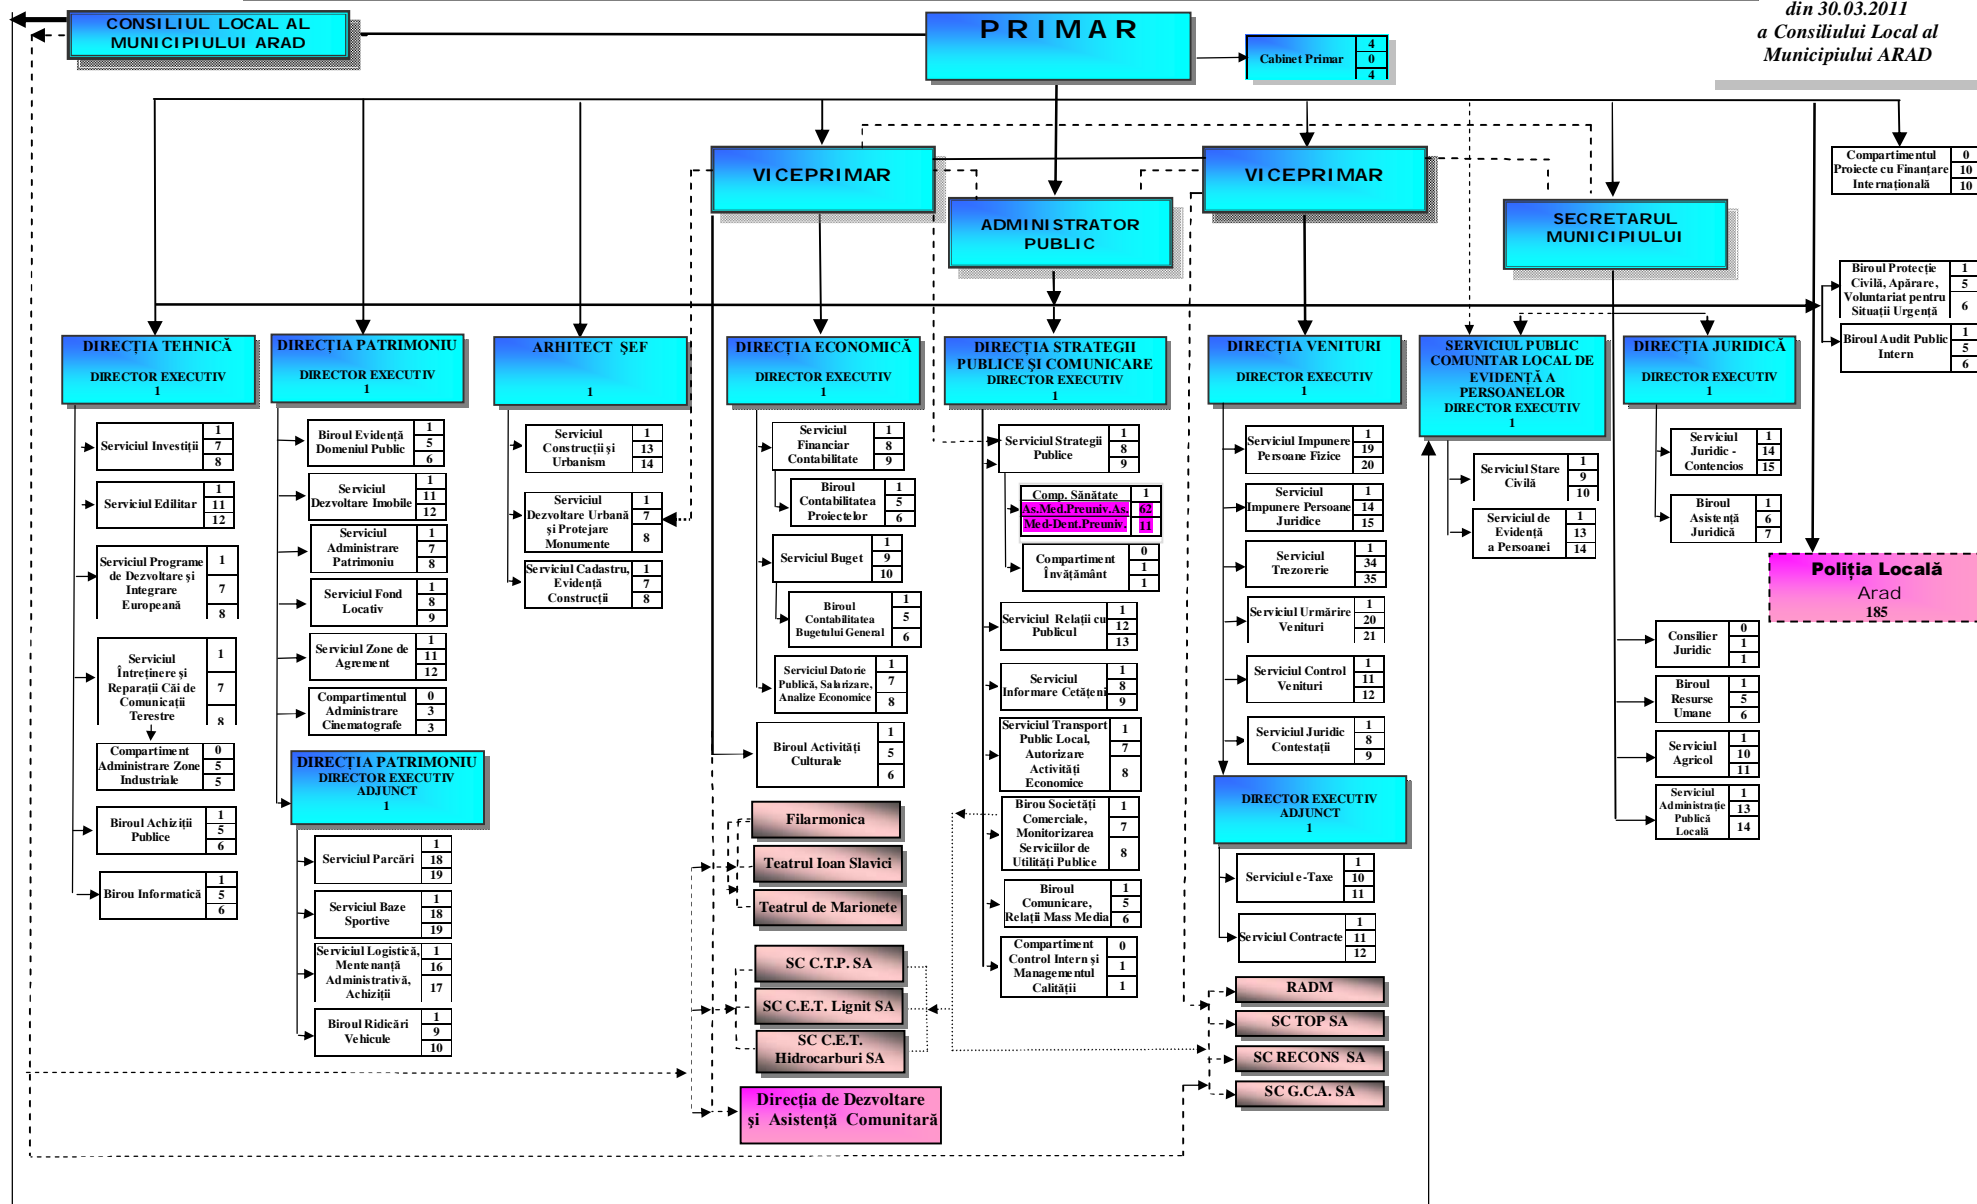 CONSILIUL LOCAL AL
MUNICIPIULUI ARAD
PRIMAR
Cabinet Primar
4
0
4
din 30.03.2011
a Consiliului Local al
Municipiului ARAD
VICEPRIMAR
VICEPRIMAR
ADMINISTRATOR
PUBLIC
SECRETARUL
MUNICIPIULUI
Compartimentul
Proiecte cu Finanțare
Internațională
0
10
10
Biroul Protecție
Civilă, Apărare,
Voluntariat pentru
Situații Urgență
1
5
6
Biroul Audit Public
Intern
1
5
6
DIRECȚIA TEHNICĂ
DIRECTOR EXECUTIV
1
Serviciul Investiții
1
7
8
Serviciul Edilitar
1
11
12
Serviciul Programe
de Dezvoltare și
Integrare
Europeană
1
7
8
Serviciul
Întreținere și
Reparații Căi de
Comunicații
Terestre
1
7
8
Compartiment
Administrare Zone
Industriale
0
5
5
Biroul Achiziții
Publice
1
5
6
Birou Informatică
1
5
6
DIRECȚIA PATRIMONIU
DIRECTOR EXECUTIV
1
Biroul Evidență
Domeniul Public
1
5
6
Serviciul
Dezvoltare Imobile
1
11
12
Serviciul
Administrare
Patrimoniu
1
7
8
Serviciul Fond
Locativ
1
8
9
Serviciul Zone de
Agrement
1
11
12
Compartimentul
Administrare
Cinematografe
0
3
3
DIRECȚIA PATRIMONIU
DIRECTOR EXECUTIV
ADJUNCT
1
Serviciul Parcări
1
18
19
Serviciul Baze
Sportive
1
18
19
Serviciul Logistică,
Mentenanță
Administrativă,
Achiziții
1
16
17
Biroul Ridicări
Vehicule
1
9
10
ARHITECT ȘEF
1
Serviciul
Construcții și
Urbanism
1
13
14
Serviciul
Dezvoltare Urbană
și Protejare
Monumente
1
7
8
Serviciul Cadastru,
Evidență
Construcții
1
7
8
DIRECȚIA ECONOMICĂ
DIRECTOR EXECUTIV
1
Serviciul
Financiar
Contabilitate
1
8
9
Biroul
Contabilitatea
Proiectelor
1
5
6
Serviciul Buget
1
9
10
Biroul
Contabilitatea
Bugetului General
1
5
6
Serviciul Datorie
Publică, Salarizare,
Analize Economice
1
7
8
Biroul Activități
Culturale
1
5
6
Filarmonica
Teatrul Ioan Slavici
Teatrul de Marionete
SC C.T.P. SA
SC C.E.T. Lignit SA
SC C.E.T.
Hidrocarburi SA
Direcția de Dezvoltare
și Asistență Comunitară
DIRECȚIA STRATEGII
PUBLICE ȘI COMUNICARE
DIRECTOR EXECUTIV
1
Serviciul Strategii
Publice
1
8
9
Comp. Sănătate
1
As.Med.Preuniv.As.
62
Med-Dent.Preuniv.
11
Compartiment
Învățământ
0
1
1
Serviciul Relații cu
Publicul
1
12
13
Serviciul
Informare Cetățeni
1
8
9
Serviciul Transport
Public Local,
Autorizare
Activități
Economice
1
7
8
Birou Societăți
Comerciale,
Monitorizarea
Serviciilor de
Utilități Publice
1
7
8
Biroul
Comunicare,
Relații Mass Media
1
5
6
Compartiment
Control Intern și
Managementul
Calității
0
1
1
DIRECȚIA VENITURI
DIRECTOR EXECUTIV
1
Serviciul Impunere
Persoane Fizice
1
19
20
Serviciul
Impunere Persoane
Juridice
1
14
15
Serviciul
Trezorerie
1
34
35
Serviciul Urmărire
Venituri
1
20
21
Serviciul Control
Venituri
1
11
12
Serviciul Juridic
Contestații
1
8
9
DIRECTOR EXECUTIV
ADJUNCT
1
Serviciul e-Taxe
1
10
11
Serviciul Contracte
1
11
12
RADM
SC TOP SA
SC RECONS SA
SC G.C.A. SA
SERVICIUL PUBLIC
COMUNITAR LOCAL DE
EVIDENȚĂ A
PERSOANELOR
DIRECTOR EXECUTIV
1
Serviciul Stare
Civilă
1
9
10
Serviciul de
Evidență
a Persoanei
1
13
14
DIRECȚIA JURIDICĂ
DIRECTOR EXECUTIV
1
Serviciul
Juridic -
Contencios
1
14
15
Biroul
Asistență
Juridică
1
6
7
Poliția Locală
Arad
185
Consilier
Juridic
0
1
1
Biroul
Resurse
Umane
1
5
6
Serviciul
Agricol
1
10
11
Serviciul
Administrație
Publică
Locală
1
13
14